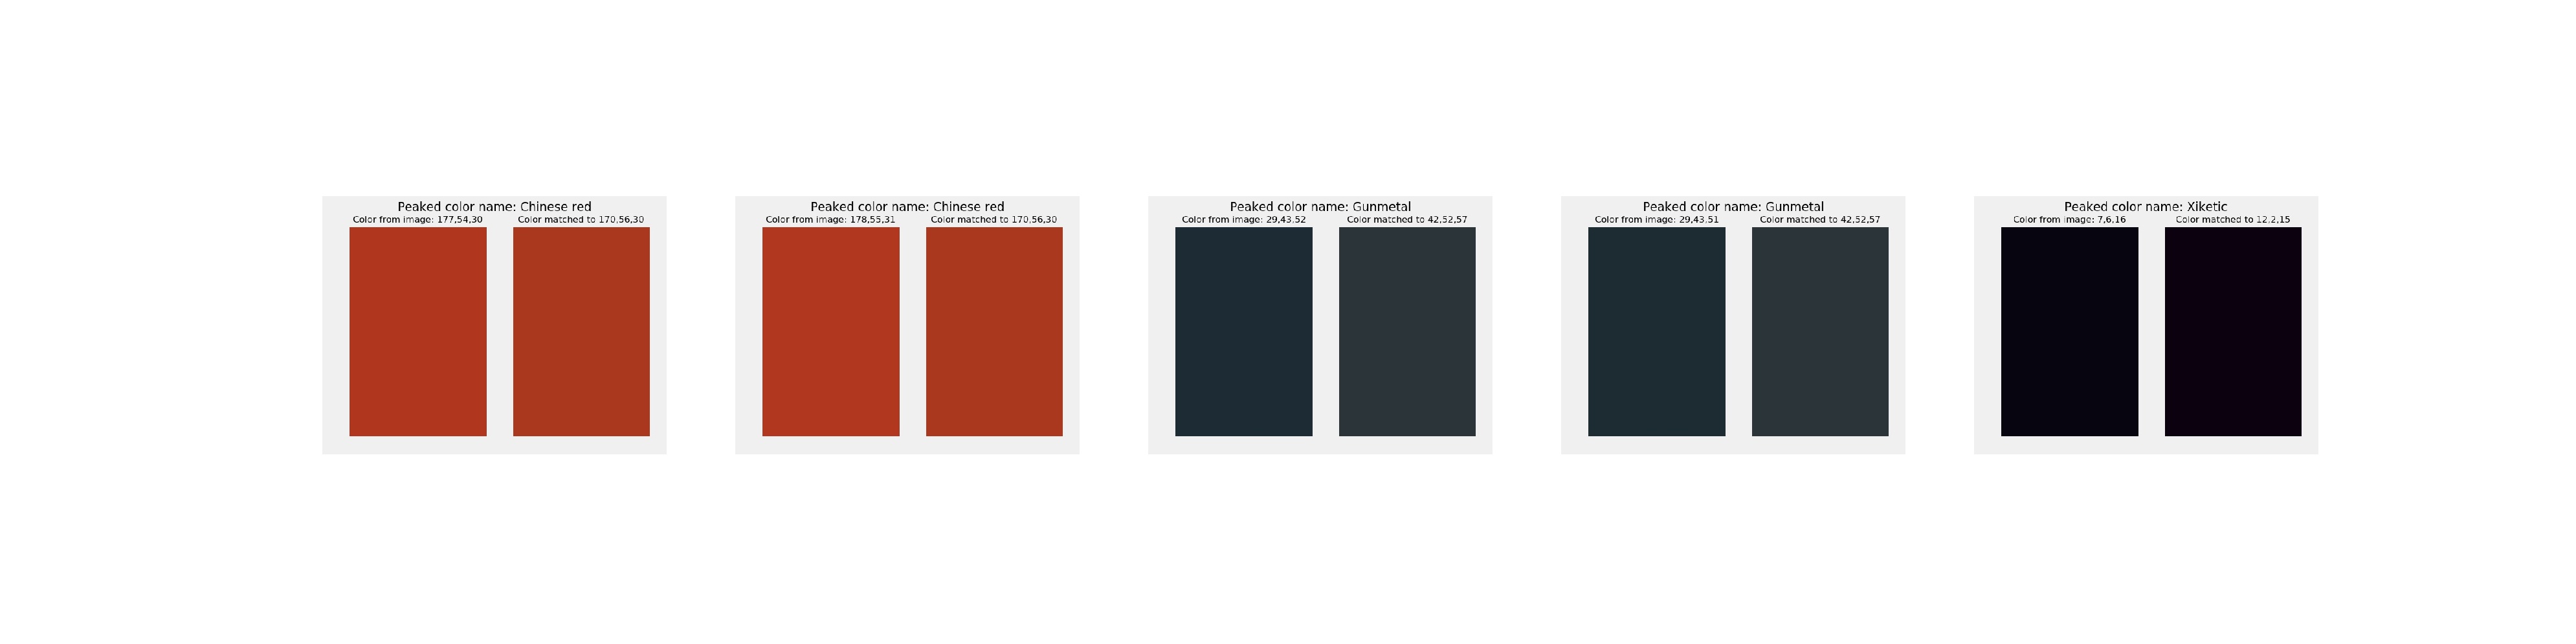 Peaked color name: Chinese red
Color from image: 177,54,30
Color matched to 170,56,30
Peaked color name: Chinese red
Color from image: 178,55,31
Color matched to 170,56,30
Peaked color name: Gunmetal
Color from image: 29,43,52
Color matched to 42,52,57
Peaked color name: Gunmetal
Color from image: 29,43,51
Color matched to 42,52,57
Peaked color name: Xiketic
Color from image: 7,6,16
Color matched to 12,2,15